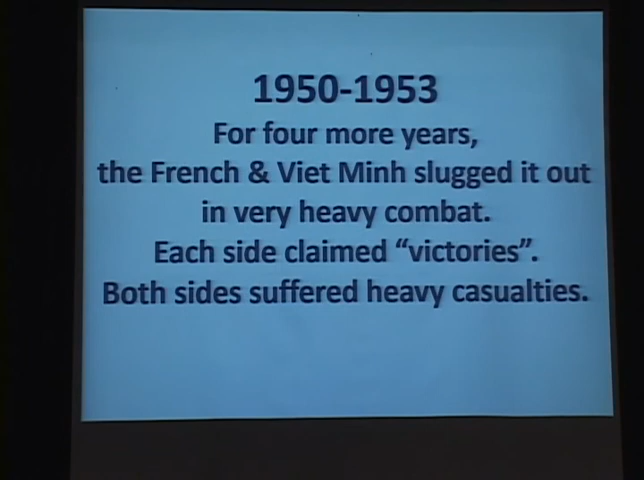 1950-1953
For four more years,
the French & Viet Minh slugged it out
in very heavy combat.
Each side claimed “victories”.
Both sides suffered heavy casualties.